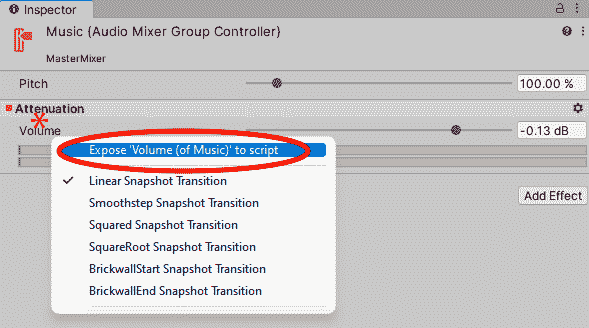 Inspector
Music (Audio Mixer Group Controller)
MasterMixer
Pitch 100.00 %
Attenuation
Volume -0.13 dB
Expose 'Volume (of Music)' to script
Linear Snapshot Transition
Smoothstep Snapshot Transition
Squared Snapshot Transition
SquareRoot Snapshot Transition
BrickwallStart Snapshot Transition
BrickwallEnd Snapshot Transition
Add Effect